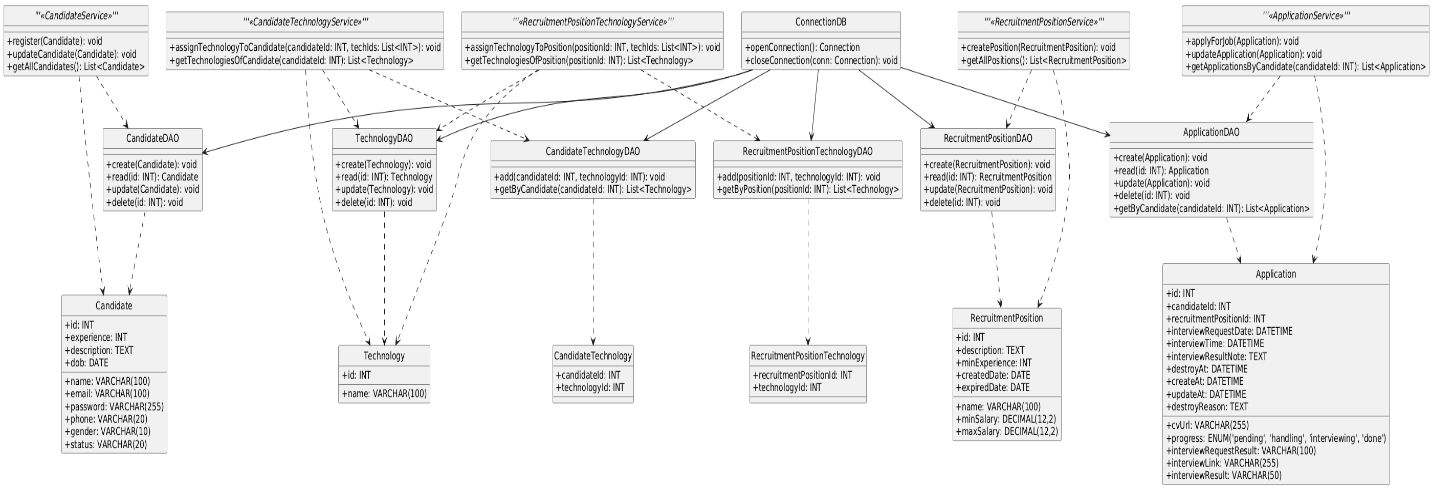 '''«CandidateService»'''
+register(Candidate): void
+updateCandidate(Candidate): void
+getAllCandidates(): List<Candidate>
'''«CandidateTechnologyService»'''
+assignTechnologyToCandidate(candidateId: INT, techIds: List<INT>): void
+getTechnologiesOfCandidate(candidateId: INT): List<Technology>
'''«RecruitmentPositionTechnologyService»'''
+assignTechnologyToPosition(positionId: INT, techIds: List<INT>): void
+getTechnologiesOfPosition(positionId: INT): List<Technology>
ConnectionDB
+openConnection(): Connection
+closeConnection(conn: Connection): void
'''«RecruitmentPositionService»'''
+createPosition(RecruitmentPosition): void
+getAllPositions(): List<RecruitmentPosition>
'''«ApplicationService»'''
+applyForJob(Application): void
+updateApplication(Application): void
+getApplicationsByCandidate(candidateId: INT): List<Application>
CandidateDAO
+create(Candidate): void
+read(id: INT): Candidate
+update(Candidate): void
+delete(id: INT): void
TechnologyDAO
+create(Technology): void
+read(id: INT): Technology
+update(Technology): void
+delete(id: INT): void
CandidateTechnologyDAO
+add(candidateId: INT, technologyId: INT): void
+getByCandidate(candidateId: INT): List<Technology>
RecruitmentPositionTechnologyDAO
+add(positionId: INT, technologyId: INT): void
+getByPosition(positionId: INT): List<Technology>
RecruitmentPositionDAO
+create(RecruitmentPosition): void
+read(id: INT): RecruitmentPosition
+update(RecruitmentPosition): void
+delete(id: INT): void
ApplicationDAO
+create(Application): void
+read(id: INT): Application
+update(Application): void
+delete(id: INT): void
+getByCandidate(candidateId: INT): List<Application>
Candidate
+id: INT
+experience: INT
+description: TEXT
+dob: DATE
+name: VARCHAR(100)
+email: VARCHAR(100)
+password: VARCHAR(255)
+phone: VARCHAR(20)
+gender: VARCHAR(10)
+status: VARCHAR(20)
Technology
+id: INT
+name: VARCHAR(100)
CandidateTechnology
+candidateId: INT
+technologyId: INT
RecruitmentPositionTechnology
+recruitmentPositionId: INT
+technologyId: INT
RecruitmentPosition
+id: INT
+description: TEXT
+minExperience: INT
+createdDate: DATE
+expiredDate: DATE
+name: VARCHAR(100)
+minSalary: DECIMAL(12,2)
+maxSalary: DECIMAL(12,2)
Application
+id: INT
+candidateId: INT
+recruitmentPositionId: INT
+interviewRequestDate: DATETIME
+interviewTime: DATETIME
+interviewResultNote: TEXT
+destroyAt: DATETIME
+createAt: DATETIME
+updateAt: DATETIME
+destroyReason: TEXT
+cvUrl: VARCHAR(255)
+progress: ENUM('pending', 'handling', 'interviewing', 'done')
+interviewRequestResult: VARCHAR(100)
+interviewLink: VARCHAR(255)
+interviewResult: VARCHAR(50)